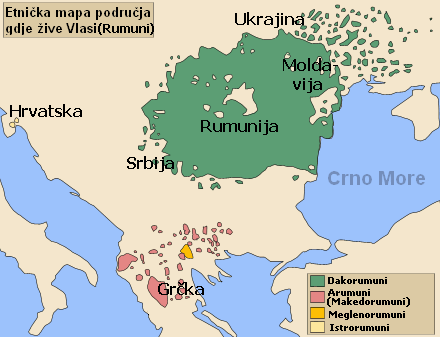 Etnička mapa područja
gdje žive Vlasi(Rumuni)
Ukrajina
Molda-
vija
Hrvatska
Rumunija
Srbija
Crno More
Grčka
Dakorumuni
Arumuni
(Makedorumuni)
Meglenorumuni
Istrorumuni